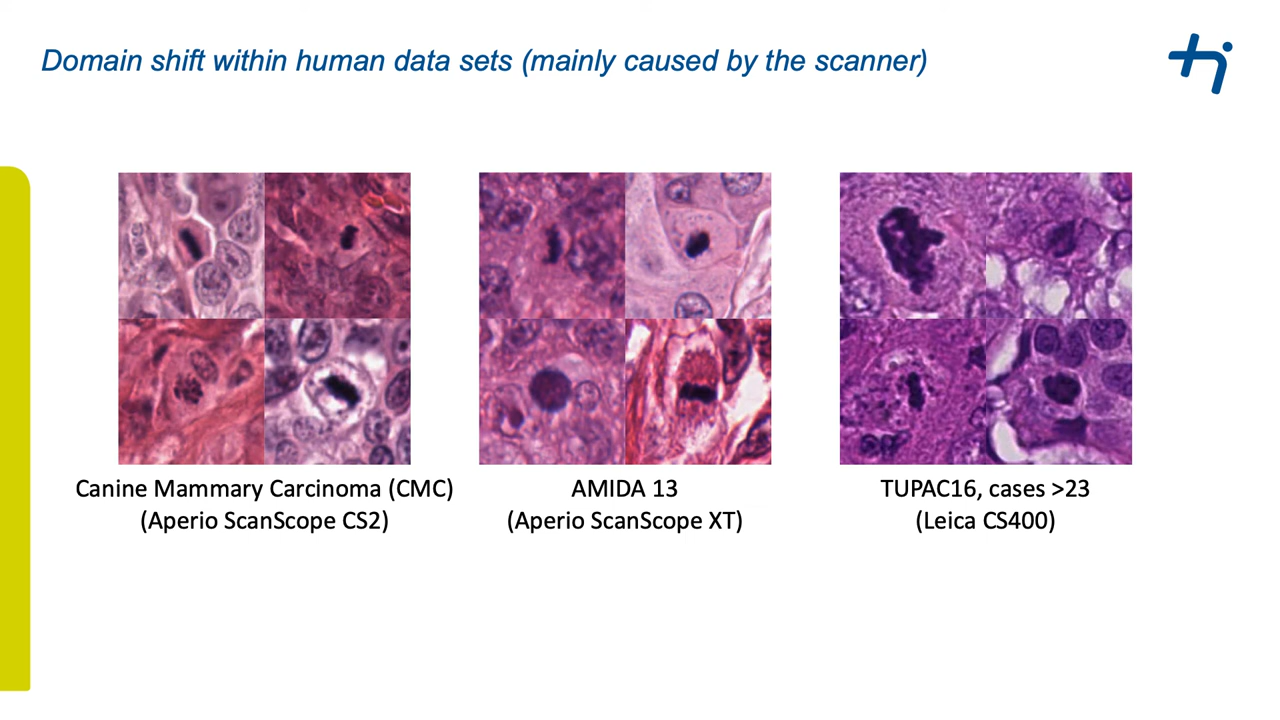 Domain shift within human data sets (mainly caused by the scanner)
Canine Mammary Carcinoma (CMC)
(Aperio ScanScope CS2)
AMIDA 13
(Aperio ScanScope XT)
TUPAC16, cases >23
(Leica CS400)